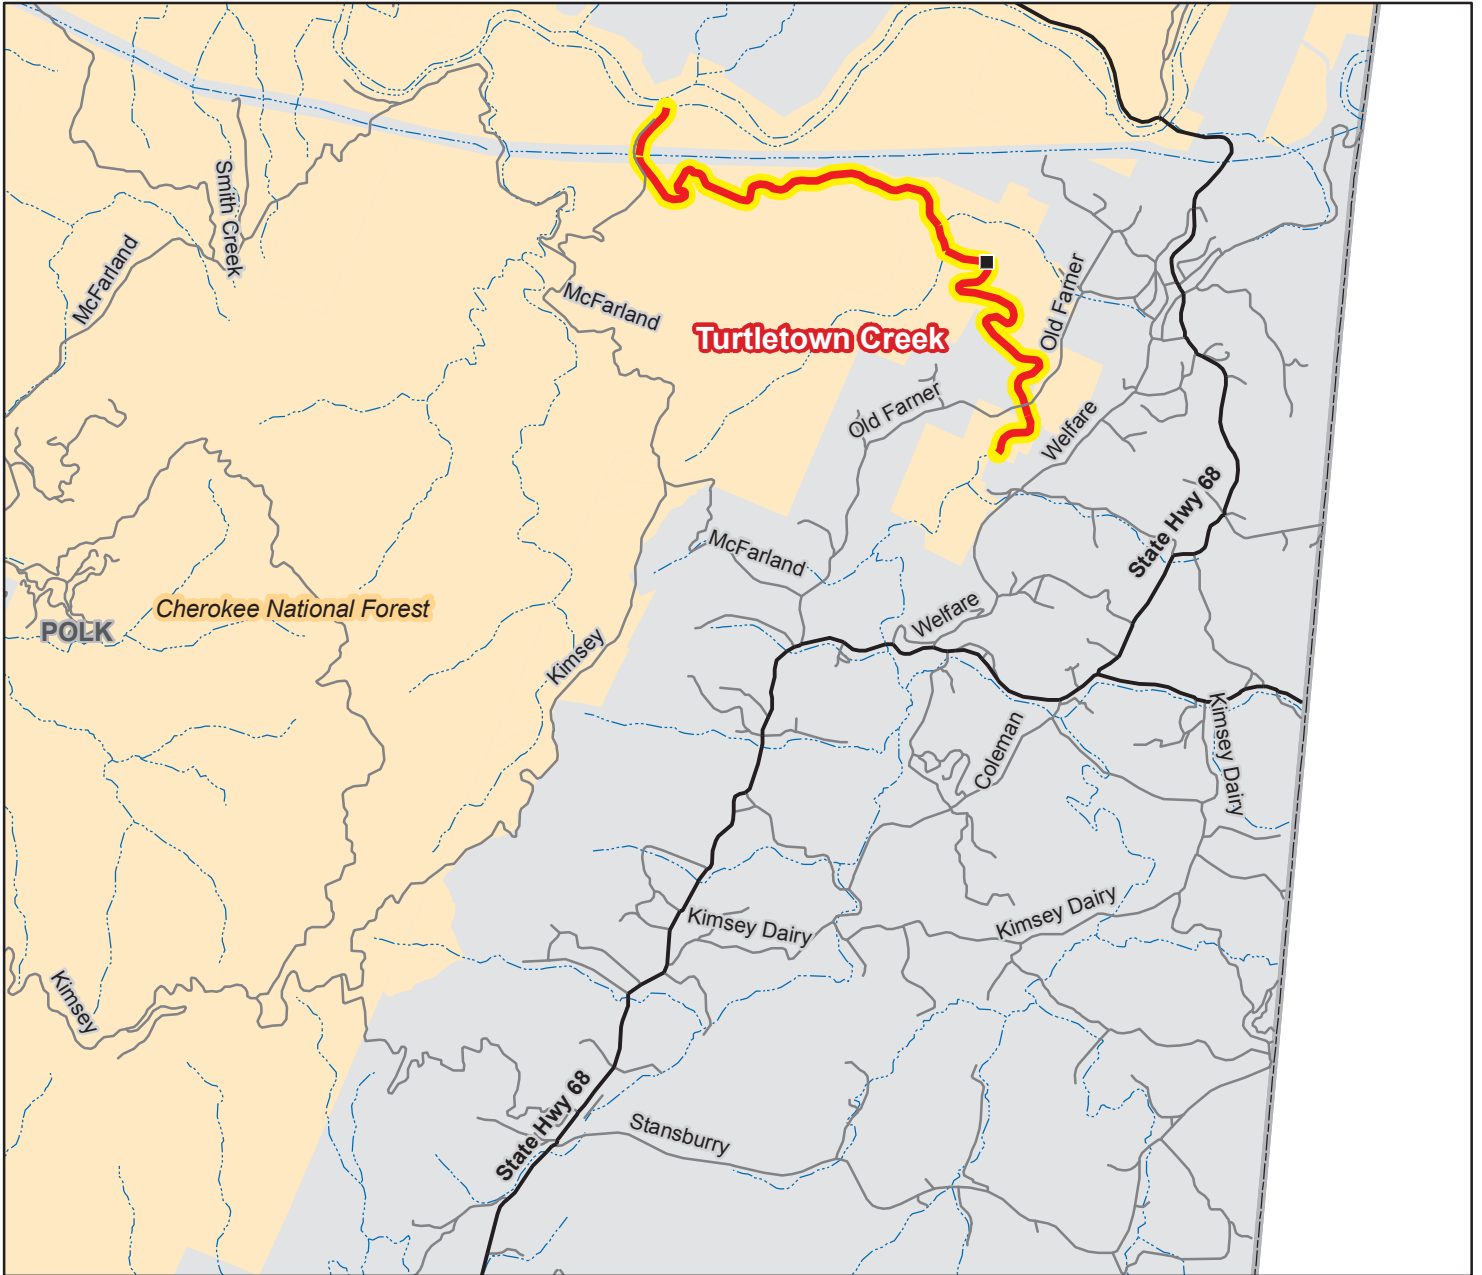 Smith Creek
McFarland
McFarland
Old Farner
Turtletown Creek
Old Farner
Welfare
State Hwy 68
McFarland
Cherokee National Forest
POLK
Welfare
Kimsey
Coleman
Kimsey Dairy
Kimsey Dairy
Kimsey Dairy
Kimsey
State Hwy 68
Stansburry